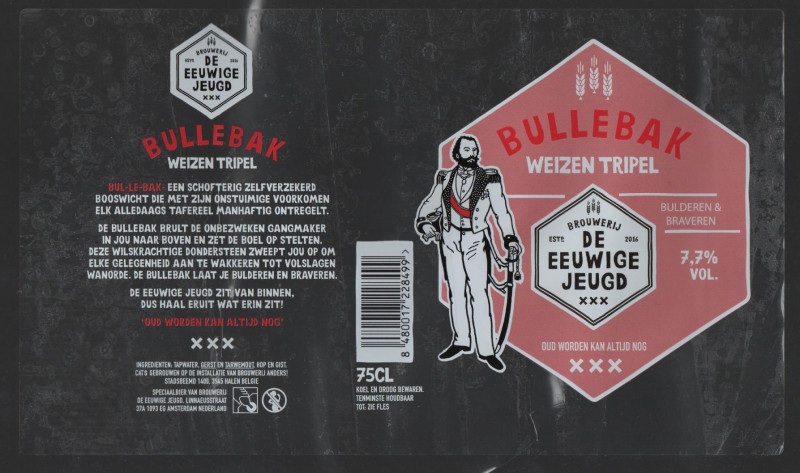 BROUWERIJ
ESTD. 2014
DE
EEUWIGE
JEUGD
XXX
BULLEBAK
WEIZEN TRIPEL
BUL·LE·BAK· EEN SCHOFTERIG ZELFVERZEKERD
BOOSWICHT DIE MET ZIJN ONSTUIMIGE VOORKOMEN
ELK ALLEDAAGS TAFEREEL MANHAFTIG ONTREGELT.
DE BULLEBAK BRULT DE ONBEZWEKEN GANGMAKER
IN JOU NAAR BOVEN EN ZET DE BOEL OP STELTEN.
DEZE WILSKRACHTIGE DONDERSTEEN ZWEEPT JOU OP OM
ELKE GELEGENHEID AAN TE WAKKEREN TOT VOLSLAGEN
WANORDE. DE BULLEBAK LAAT JE BULDEREN EN BRAVEREN.
DE EEUWIGE JEUGD ZIT VAN BINNEN,
DUS HAAL ERUIT WAT ERIN ZIT!
"OUD WORDEN KAN ALTIJD NOG"
XXX
INGREDIENTEN: TAPWATER, GERST EN TARWEMOUT, HOP EN GIST.
CAT6 GEBROUWEN OP DE INSTALLATIE VAN BROUWERIJ ANDERS!
STADSBEEMD 1400, 3545 HALEN BELGIE
SPECIAALBIER VAN BROUWERIJ
DE EEUWIGE JEUGD. LINNAEUSSTRAAT
37A 1093 EG AMSTERDAM NEDERLAND
8 480017 228499 >
75CL
KOEL EN DROOG BEWAREN.
TENMINSTE HOUDBAAR
TOT: ZIE FLES
BULLEBAK
WEIZEN TRIPEL
BULDEREN &
BRAVEREN
7,7%
VOL.
BROUWERIJ
ESTD. 2014
DE
EEUWIGE
JEUGD
XXX
OUD WORDEN KAN ALTIJD NOG
XXX